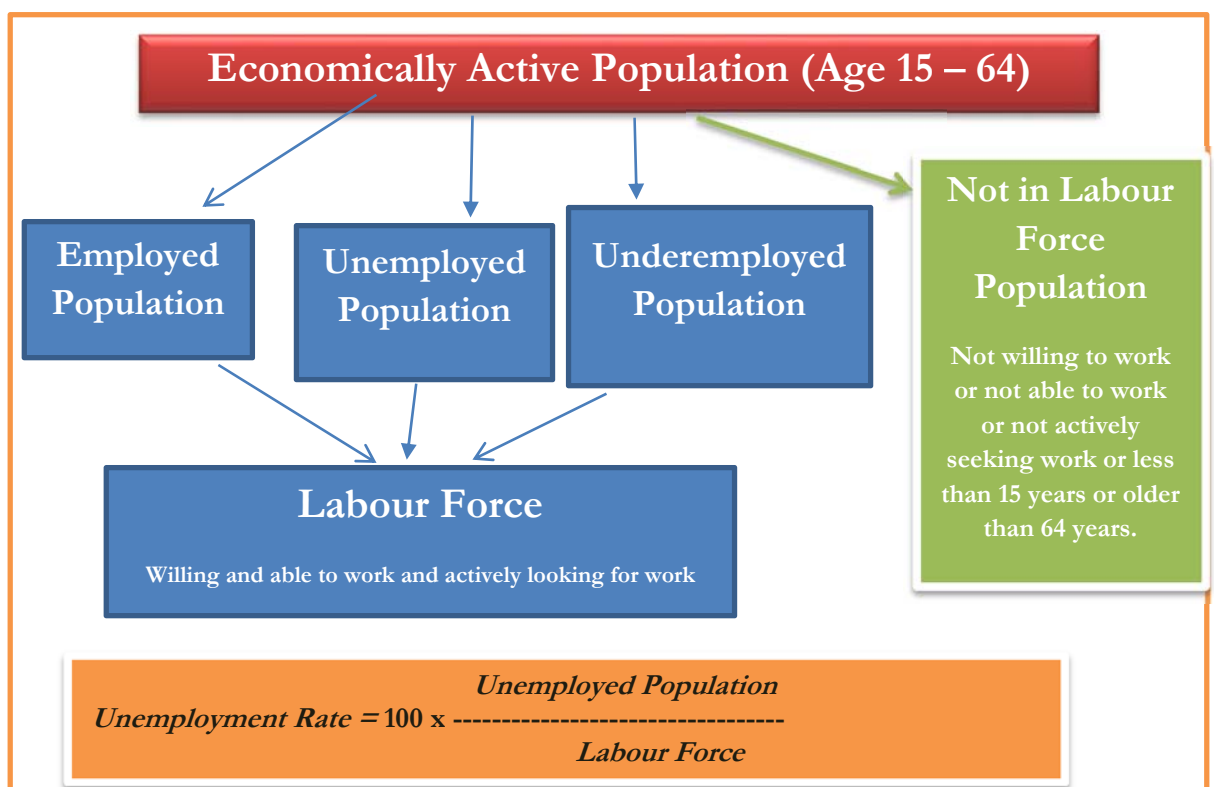 Economically Active Population (Age 15 – 64)
Employed
Population
Unemployed
Population
Underemployed
Population
Not in Labour
Force
Population
Not willing to work
or not able to work
or not actively
seeking work or less
than 15 years or older
than 64 years.
Labour Force
Willing and able to work and actively looking for work
Unemployed Population
Unemployment Rate = 100 x -----------------------------------
Labour Force